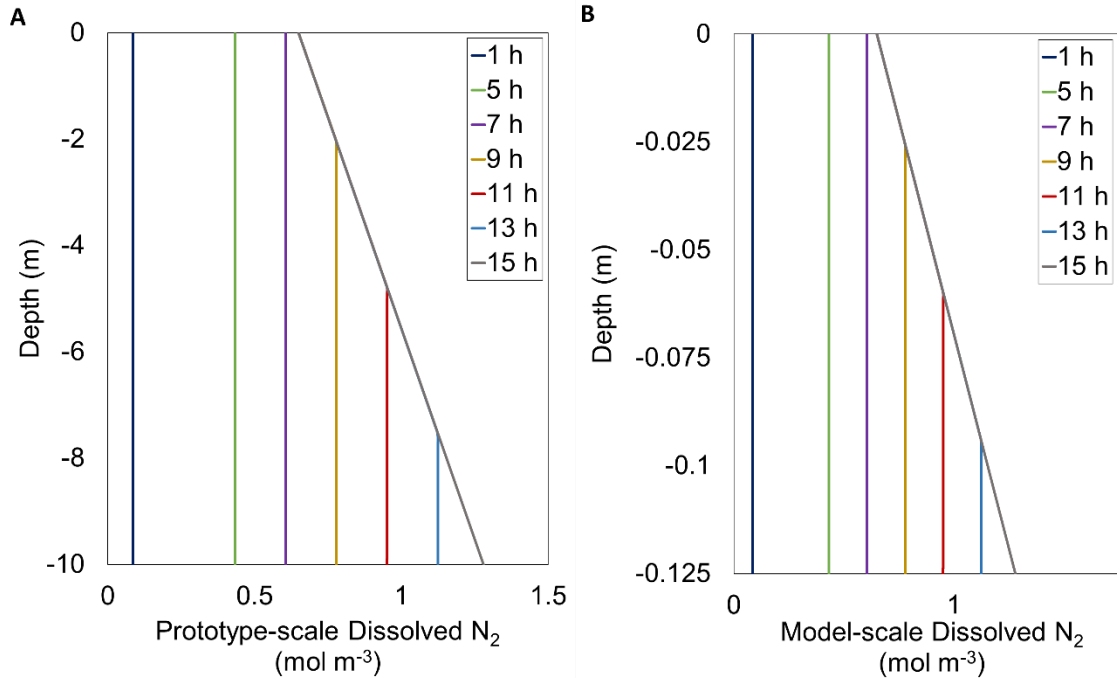 A
0
-2
-4
-6
-8
-10
Depth (m)
1 h
5 h
7 h
9 h
11 h
13 h
15 h
0
0.5
1
1.5
Prototype-scale Dissolved N₂
(mol m⁻³)
B
0
-0.025
-0.05
-0.075
-0.1
-0.125
Depth (m)
1 h
5 h
7 h
9 h
11 h
13 h
15 h
0
1
Model-scale Dissolved N₂
(mol m⁻³)